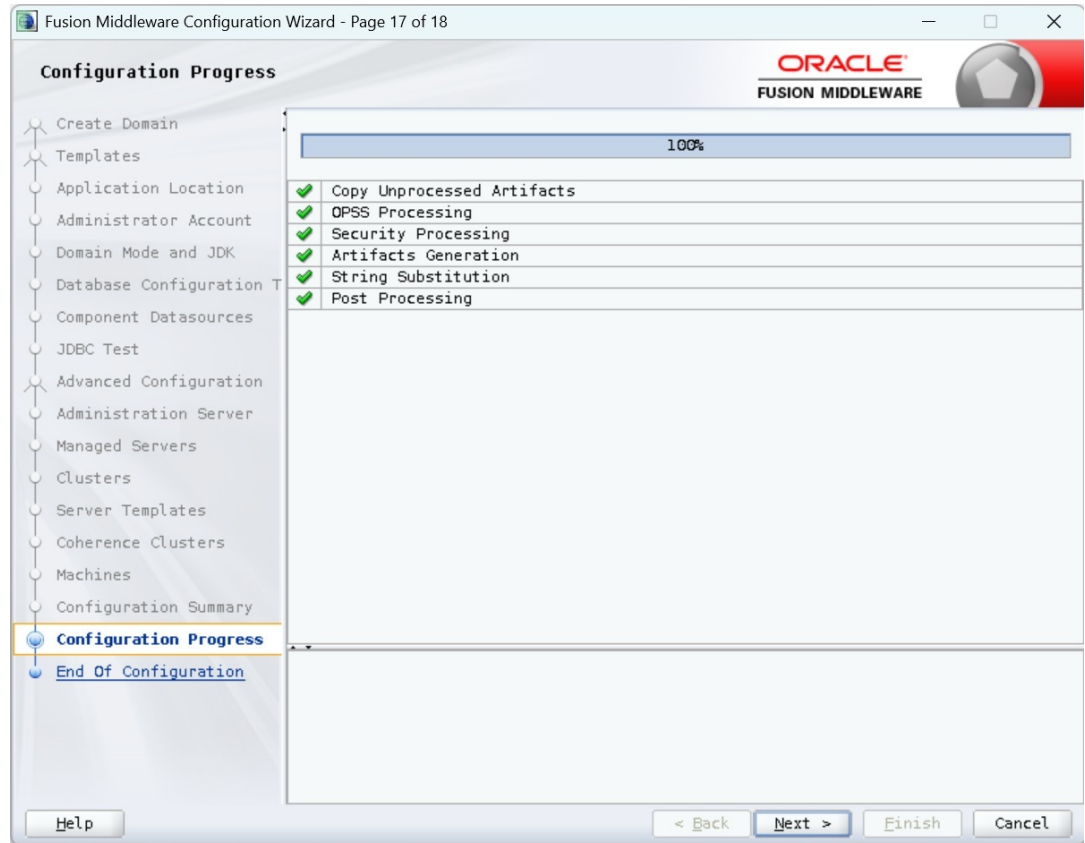 Fusion Middleware Configuration Wizard - Page 17 of 18
Configuration Progress
ORACLE
FUSION MIDDLEWARE
Create Domain
Templates
Application Location
Administrator Account
Domain Mode and JDK
Database Configuration T
Component Datasources
JDBC Test
Advanced Configuration
Administration Server
Managed Servers
Clusters
Server Templates
Coherence Clusters
Machines
Configuration Summary
Configuration Progress
End Of Configuration
100%
Copy Unprocessed Artifacts
OPSS Processing
Security Processing
Artifacts Generation
String Substitution
Post Processing
Help
< Back
Next >
Finish
Cancel